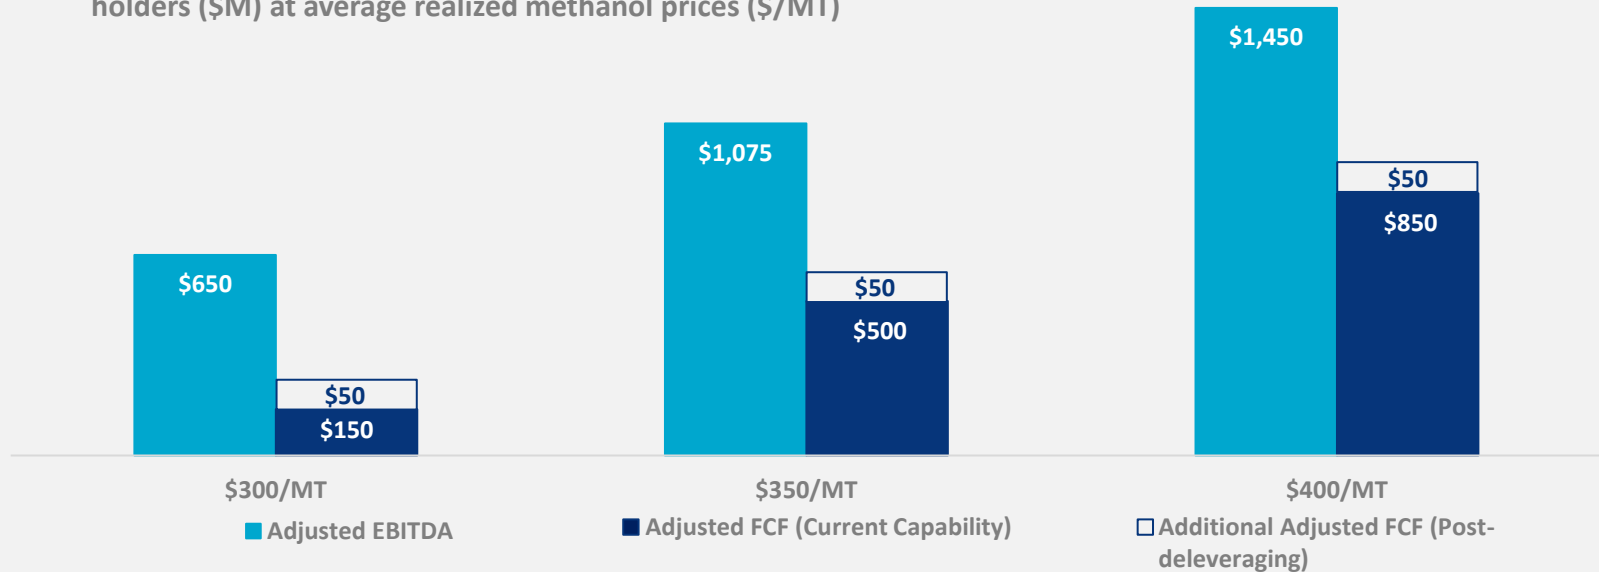 holders ($M) at average realized methanol prices ($/MT)
$1,450
$1,075
$50
$850
$650
$50
$500
$50
$150
$300/MT
$350/MT
$400/MT
Adjusted EBITDA
Adjusted FCF (Current Capability)
Additional Adjusted FCF (Post-
deleveraging)